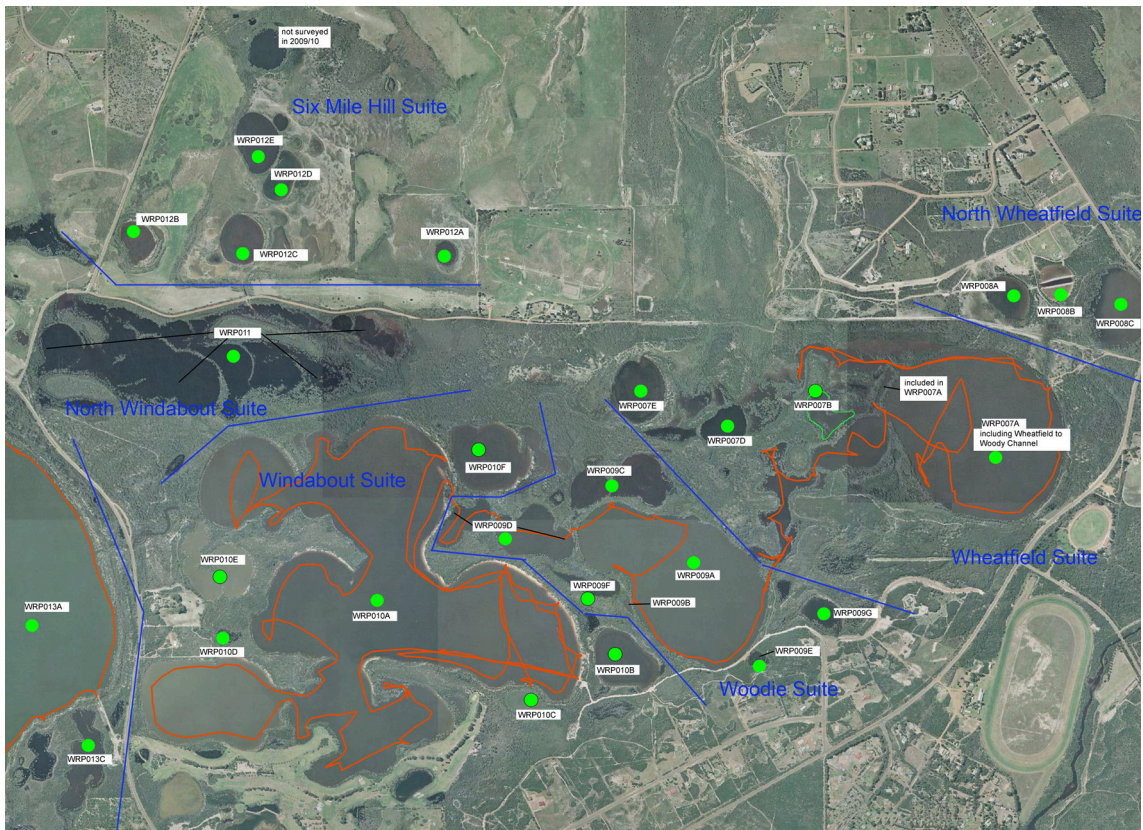 not surveyed
in 2009/10
Six Mile Hill Suite
WRP012E
WRP012D
WRP012B
WRP012A
WRP012C
North Wheatfield Suite
WRP008A
WRP008B
WRP008C
WRP011
North Windabout Suite
WRP007E
WRP007B
included in
WRP007A
WRP007D
WRP007A
including Wheatfield to
Woody Channel
WRP010F
WRP009C
Windabout Suite
WRP009D
WRP010E
WRP009A
Wheatfield Suite
WRP009F
WRP009B
WRP013A
WRP010A
WRP009G
WRP010D
WRP010B
WRP009E
Woodie Suite
WRP010C
WRP013C